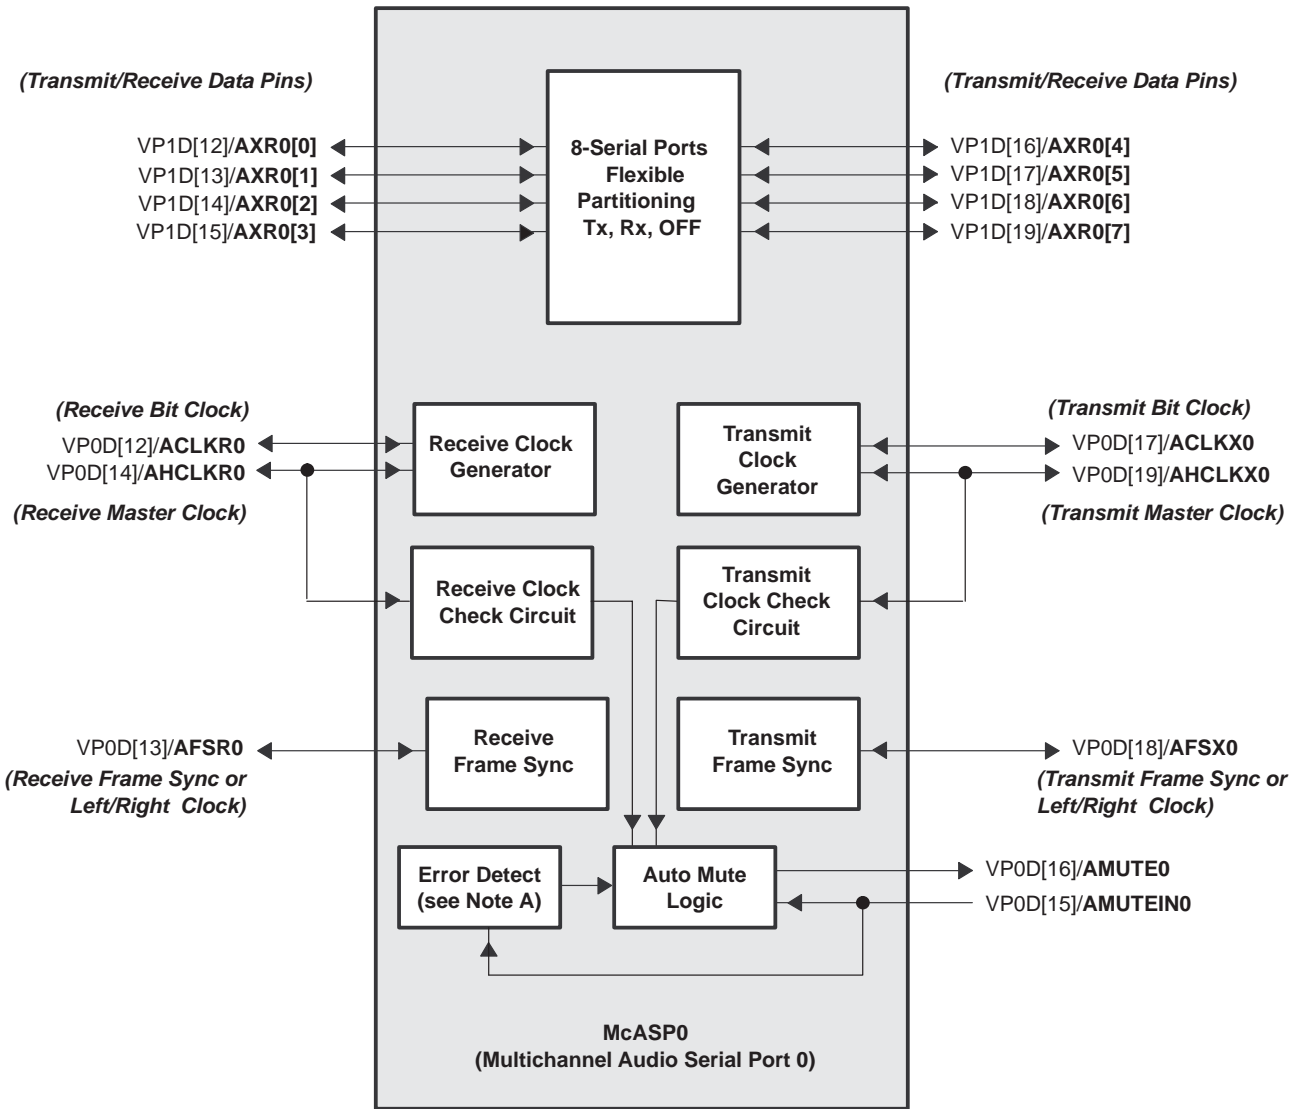 (Transmit/Receive Data Pins)
VP1D[12]/AXR0[0]
VP1D[13]/AXR0[1]
VP1D[14]/AXR0[2]
VP1D[15]/AXR0[3]
8-Serial Ports
Flexible
Partitioning
Tx, Rx, OFF
(Transmit/Receive Data Pins)
VP1D[16]/AXR0[4]
VP1D[17]/AXR0[5]
VP1D[18]/AXR0[6]
VP1D[19]/AXR0[7]
(Receive Bit Clock)
VP0D[12]/ACLKR0
VP0D[14]/AHCLKR0
(Receive Master Clock)
Receive Clock
Generator
Transmit
Clock
Generator
(Transmit Bit Clock)
VP0D[17]/ACLKX0
VP0D[19]/AHCLKX0
(Transmit Master Clock)
Receive Clock
Check Circuit
Transmit
Clock Check
Circuit
VP0D[13]/AFSR0
(Receive Frame Sync or
Left/Right Clock)
Receive
Frame Sync
Transmit
Frame Sync
VP0D[18]/AFSX0
(Transmit Frame Sync or
Left/Right Clock)
Error Detect
(see Note A)
Auto Mute
Logic
VP0D[16]/AMUTE0
VP0D[15]/AMUTEIN0
McASP0
(Multichannel Audio Serial Port 0)